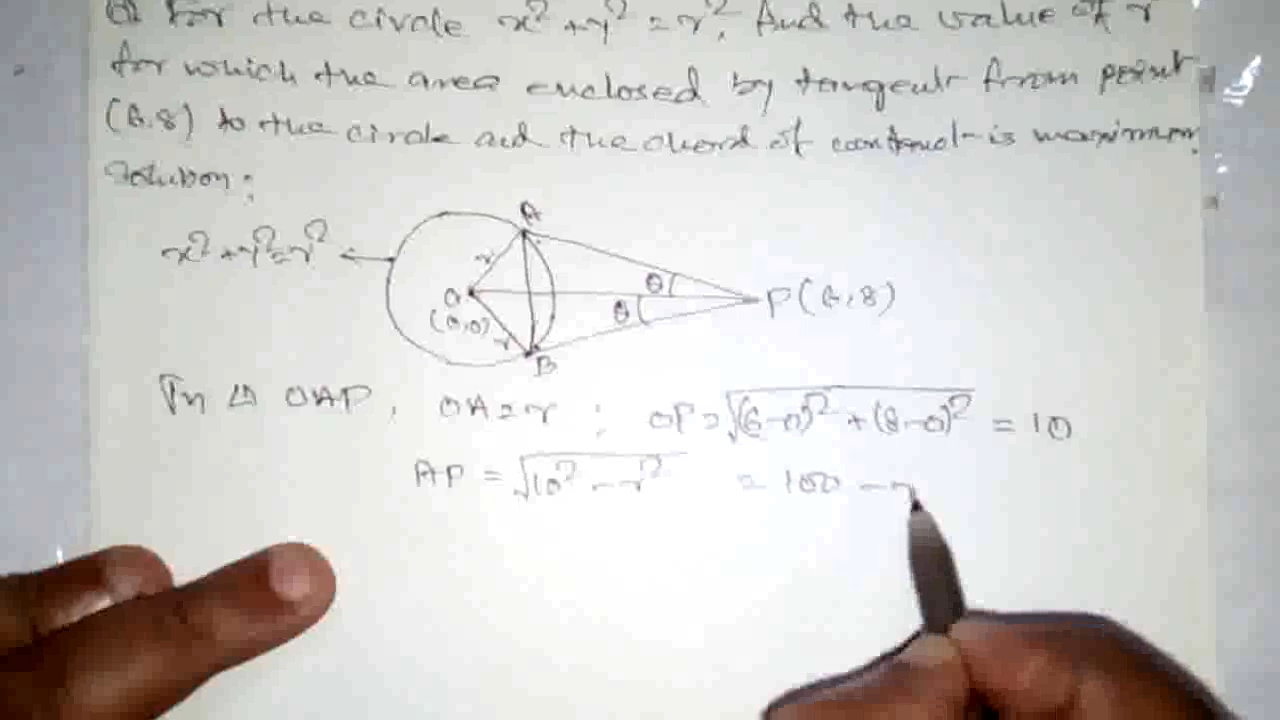 Q) For the circle x² + y² = r², find the value of r
for which the area enclosed by tangent from point
(6,8) to the circle and the chord of contact is maximum.
Solution:
x² + y² = r²
A
r
θ
O
(0,0)
θ
P(6,8)
r
B
In Δ OAP, OA = r ; OP = √(6-0)² + (8-0)² = 10
AP = √10² - r² = 100 - r